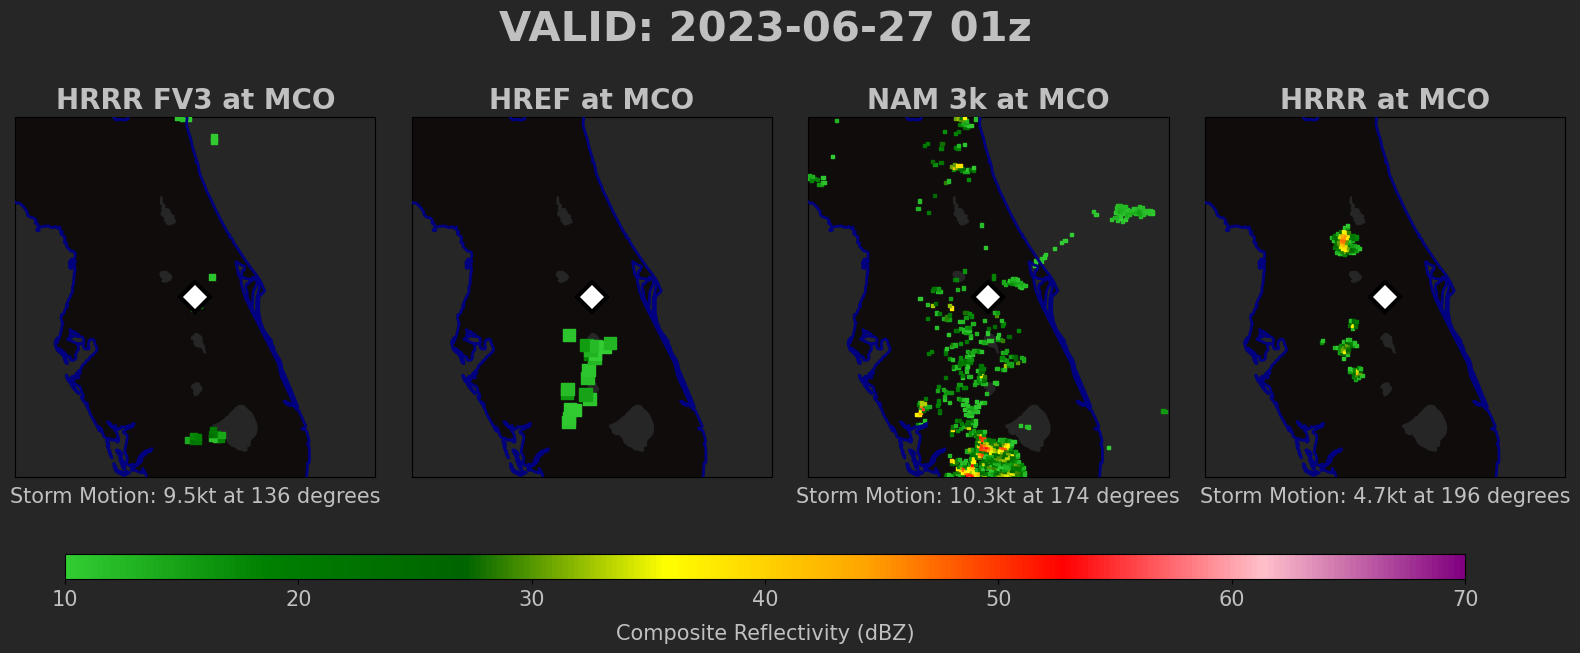 VALID: 2023-06-27 01z
HRRR FV3 at MCO
HREF at MCO
NAM 3k at MCO
HRRR at MCO
Storm Motion: 9.5kt at 136 degrees
Storm Motion: 10.3kt at 174 degrees
Storm Motion: 4.7kt at 196 degrees
10 20 30 40 50 60 70
Composite Reflectivity (dBZ)